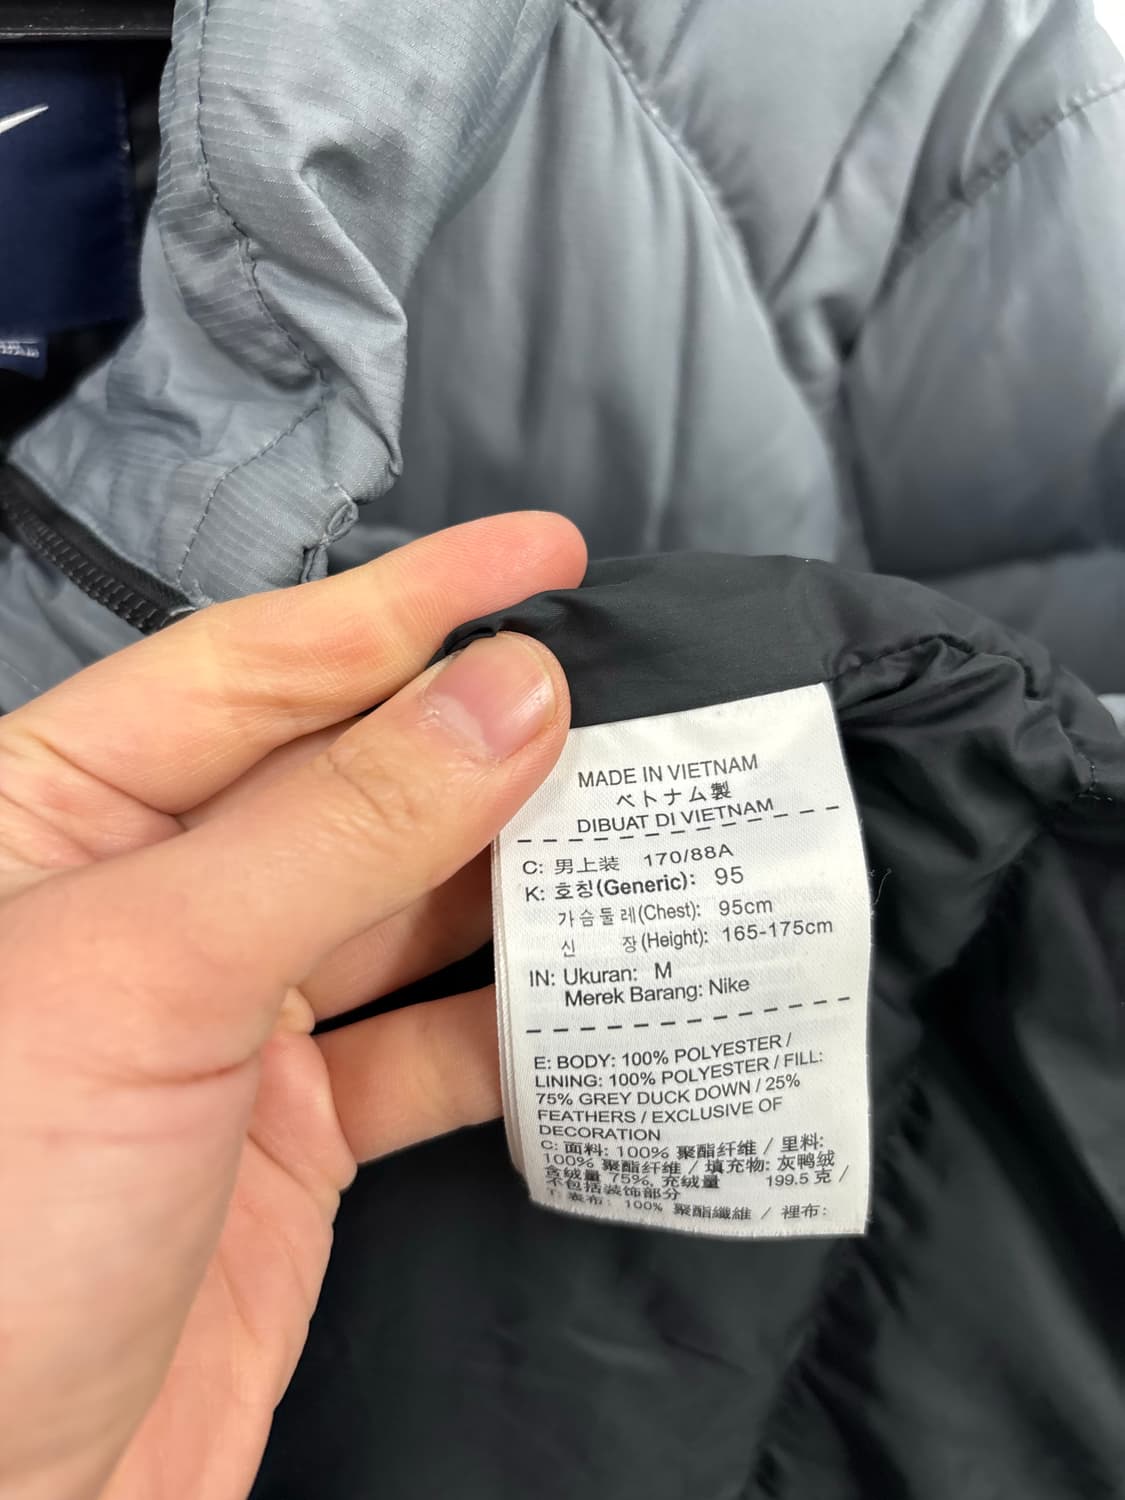 MADE IN VIETNAM
ベトナム製
DIBUAT DI VIETNAM
C: 男上装 170/88A
K: 호칭(Generic): 95
가슴둘레(Chest): 95cm
신 장(Height): 165-175cm
IN: Ukuran: M
Merek Barang: Nike
E: BODY: 100% POLYESTER /
LINING: 100% POLYESTER / FILL:
75% GREY DUCK DOWN / 25%
FEATHERS / EXCLUSIVE OF
DECORATION
C: 面料: 100% 聚酯纤维 / 里料:
100% 聚酯纤维 / 填充物: 灰鸭绒
含绒量 75%, 充绒量 199.5 克 /
不包括装饰部分
T: 表布: 100% 聚酯纖維 / 裡布: